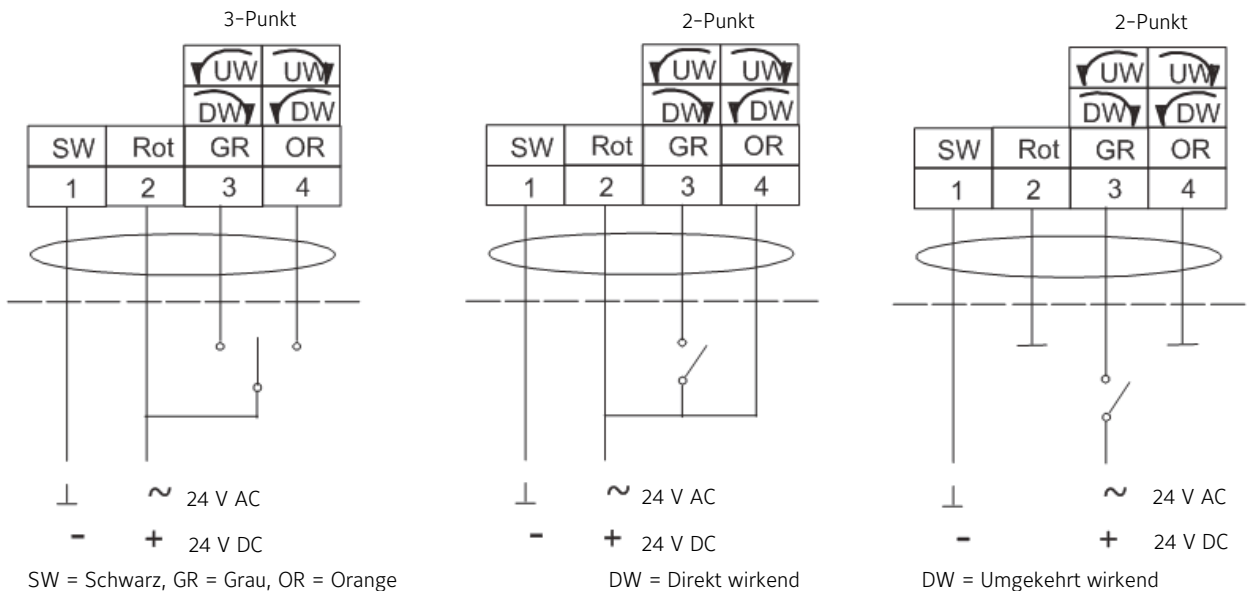 3-Punkt
UW UW
DW DW
SW Rot GR OR
1 2 3 4
~ 24 V AC
- + 24 V DC
2-Punkt
UW UW
DW DW
SW Rot GR OR
1 2 3 4
~ 24 V AC
- + 24 V DC
2-Punkt
UW UW
DW DW
SW Rot GR OR
1 2 3 4
~ 24 V AC
- + 24 V DC
SW = Schwarz, GR = Grau, OR = Orange
DW = Direkt wirkend
DW = Umgekehrt wirkend